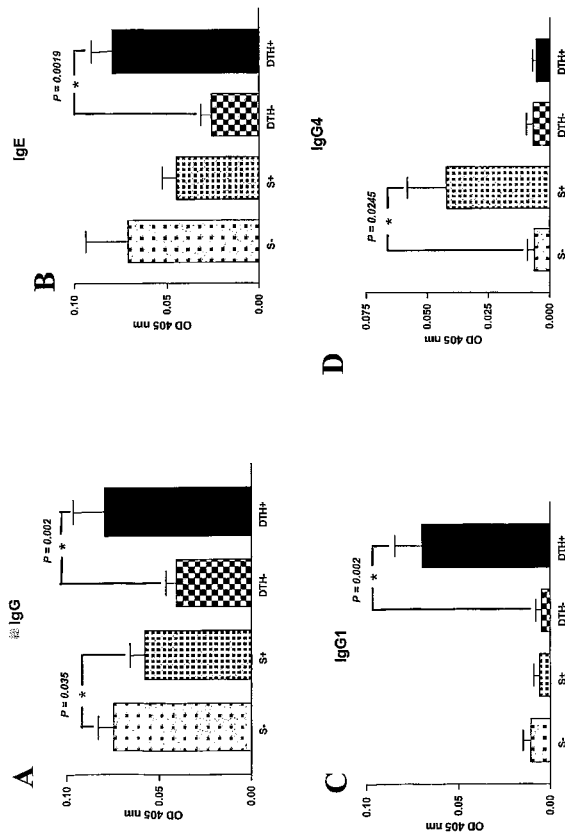 A
総 IgG
OD 405 nm
0.10
0.05
0.00
P = 0.035
*
P = 0.002
*
S-
S+
DTH-
DTH+
B
IgE
OD 405 nm
0.10
0.05
0.00
P = 0.0019
*
S-
S+
DTH-
DTH+
C
IgG1
OD 405 nm
0.10
0.05
0.00
P = 0.002
*
S-
S+
DTH-
DTH+
D
IgG4
OD 405 nm
0.075
0.050
0.025
0.000
P = 0.0245
*
S-
S+
DTH-
DTH+